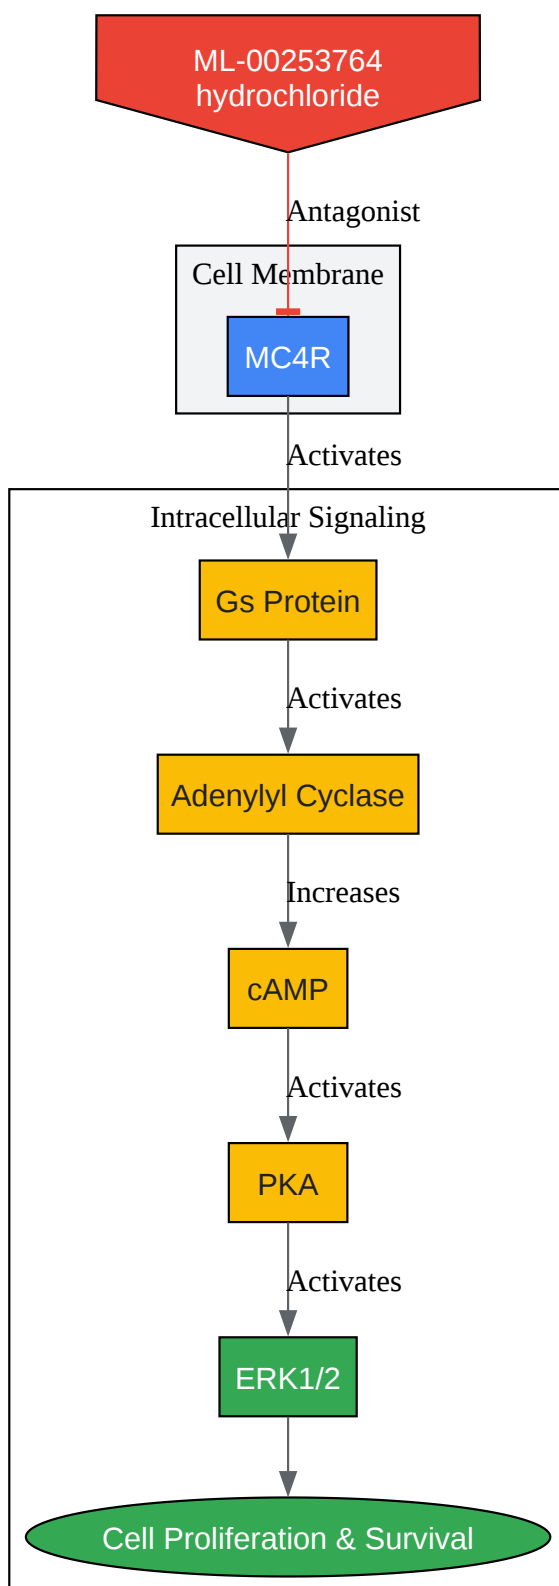 ML-00253764
hydrochloride
Antagonist
Cell Membrane
MC4R
Activates
Intracellular Signaling
Gs Protein
Activates
Adenylyl Cyclase
Increases
cAMP
Activates
PKA
Activates
ERK1/2
Cell Proliferation & Survival